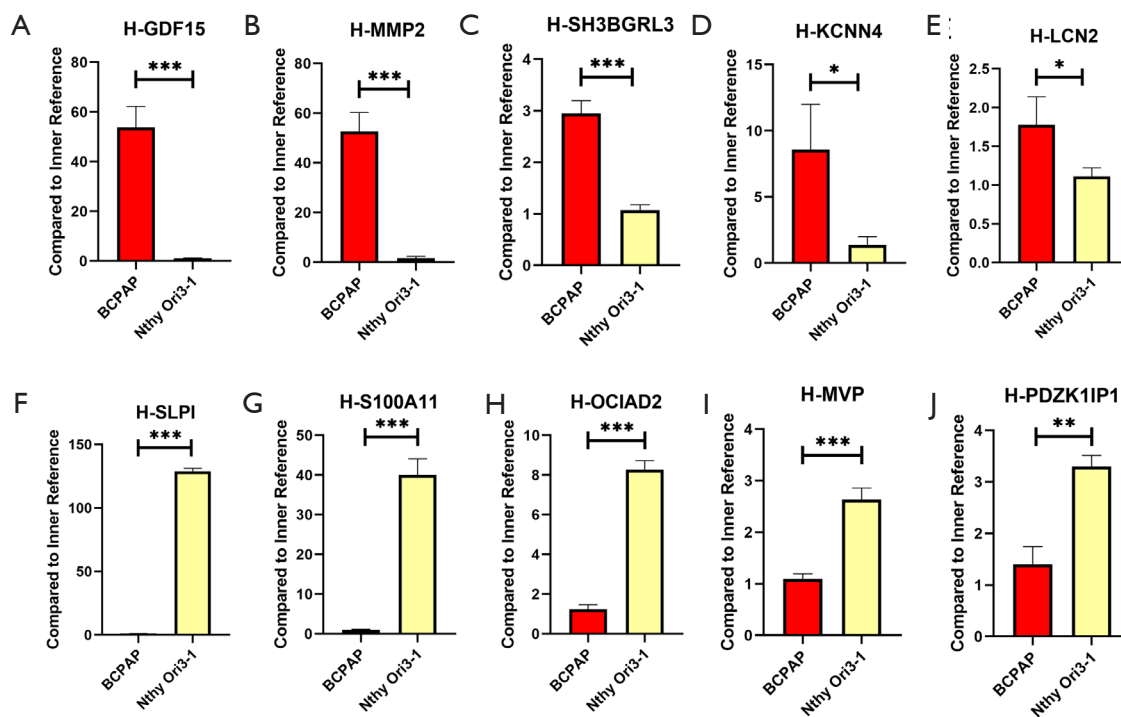 A
H-GDF15
***
Compared to Inner Reference
80
60
40
20
0
BCPAP
Nthy Ori3-1
B
H-MMP2
***
Compared to Inner Reference
80
60
40
20
0
BCPAP
Nthy Ori3-1
C
H-SH3BGRL3
***
Compared to Inner Reference
4
3
2
1
0
BCPAP
Nthy Ori3-1
D
H-KCNN4
*
Compared to Inner Reference
15
10
5
0
BCPAP
Nthy Ori3-1
E
H-LCN2
*
Compared to Inner Reference
2.5
2.0
1.5
1.0
0.5
0.0
BCPAP
Nthy Ori3-1
F
H-SLPI
***
Compared to Inner Reference
150
100
50
0
BCPAP
Nthy Ori3-1
G
H-S100A11
***
Compared to Inner Reference
50
40
30
20
10
0
BCPAP
Nthy Ori3-1
H
H-OCIAD2
***
Compared to Inner Reference
10
8
6
4
2
0
BCPAP
Nthy Ori3-1
I
H-MVP
***
Compared to Inner Reference
4
3
2
1
0
BCPAP
Nthy Ori3-1
J
H-PDZK1IP1
**
Compared to Inner Reference
4
3
2
1
0
BCPAP
Nthy Ori3-1